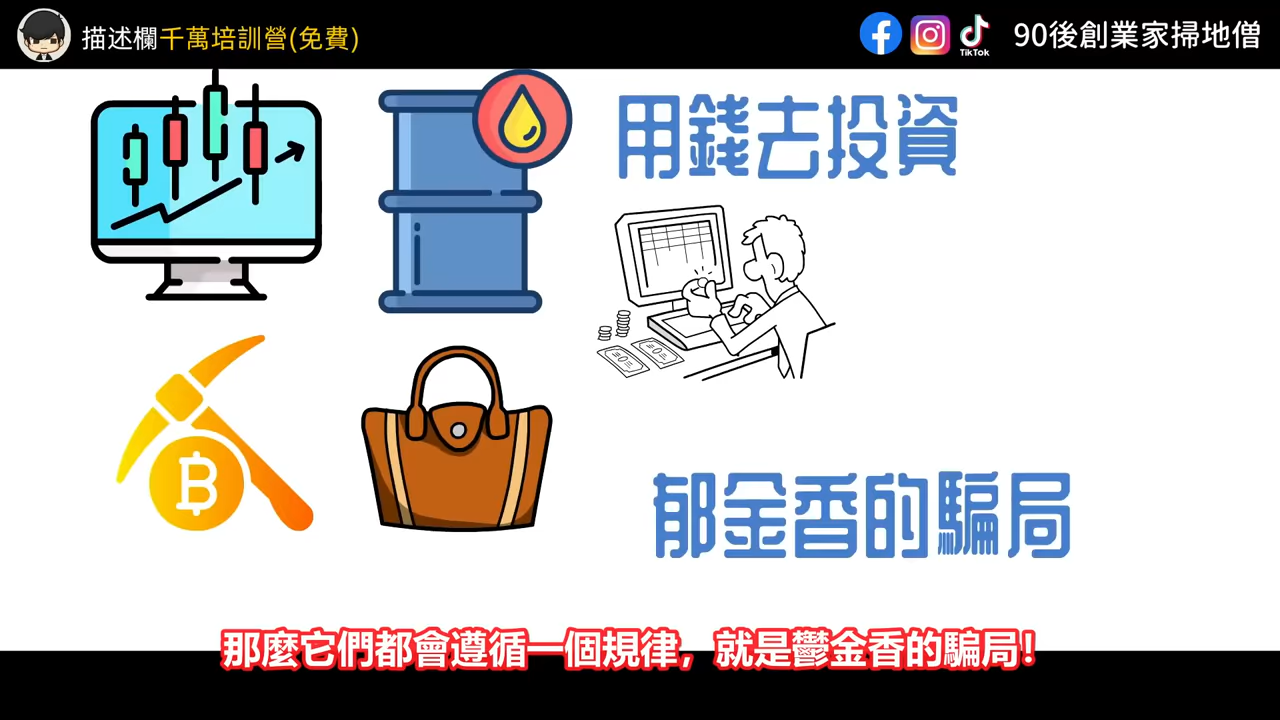 描述欄千萬培訓營(免費)
TikTok
90後創業家掃地僧
用錢去投資
郁金香的騙局
那麼它們都會遵循一個規律，就是鬱金香的騙局！